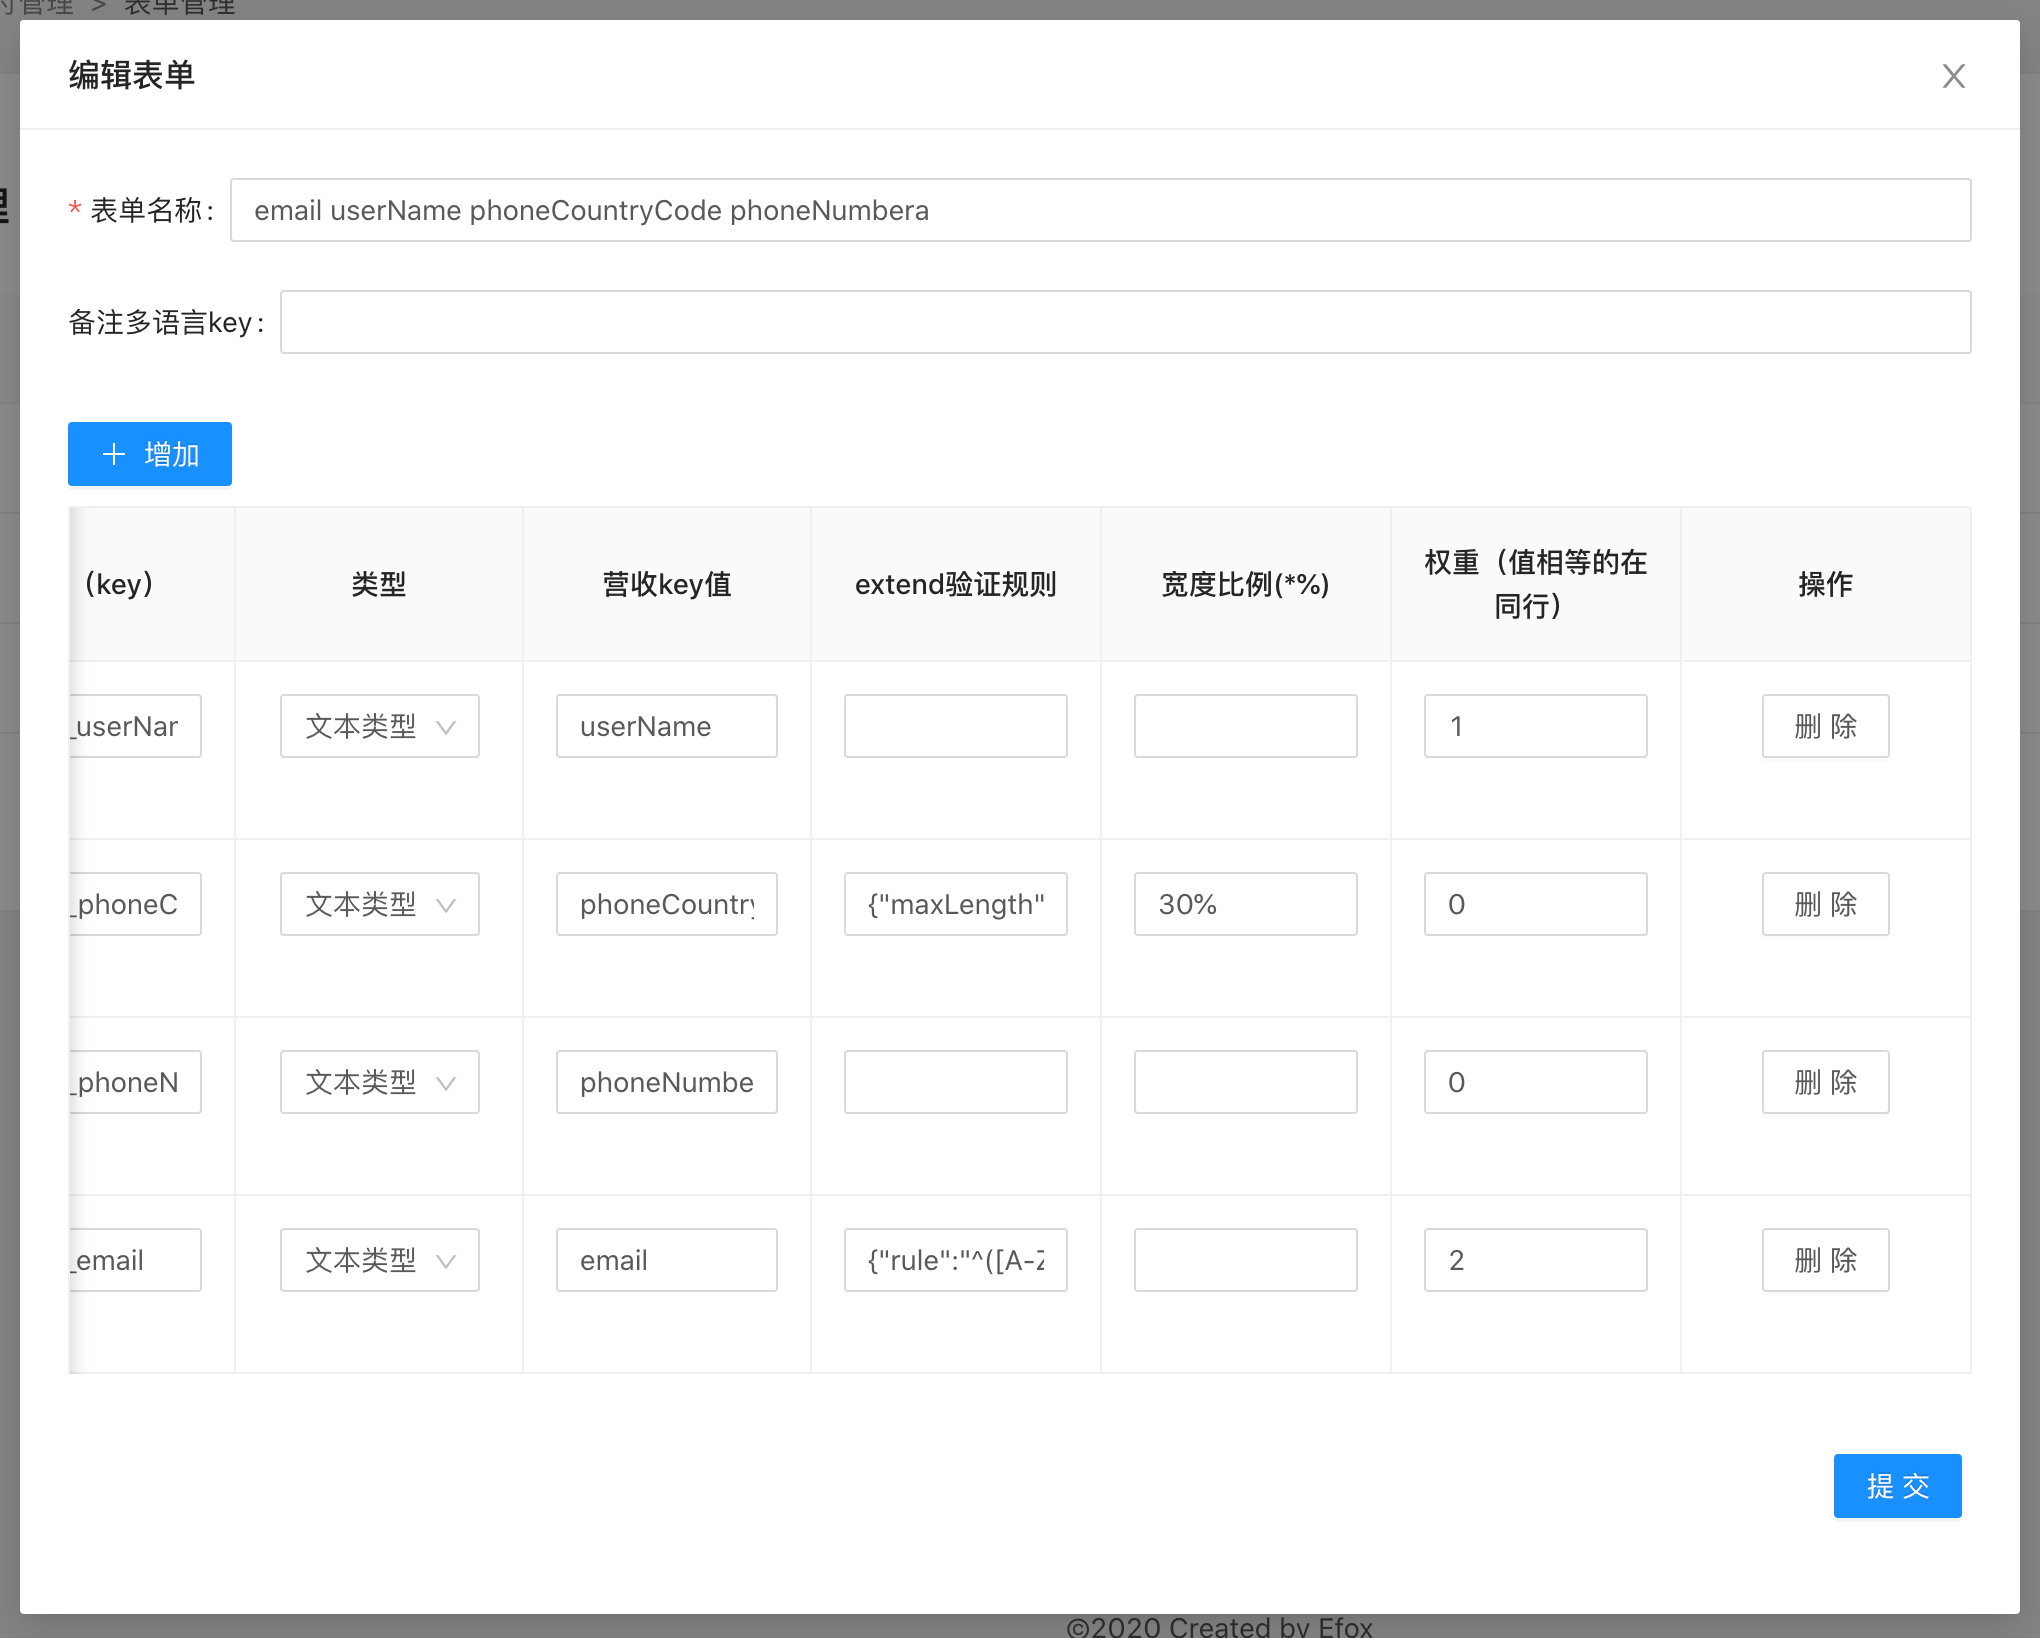 管理 > 表单管理
编辑表单
* 表单名称: email userName phoneCountryCode phoneNumbera
备注多语言key:
增加
(key) 类型 营收key值 extend验证规则 宽度比例(*%) 权重（值相等的在同行） 操作
_userNar 文本类型 userName 1 删 除
_phoneC 文本类型 phoneCountry {"maxLength" 30% 0 删 除
_phoneN 文本类型 phoneNumbe 0 删 除
_email 文本类型 email {"rule":"^([A-Z 2 删 除
提 交
©2020 Created by Efox